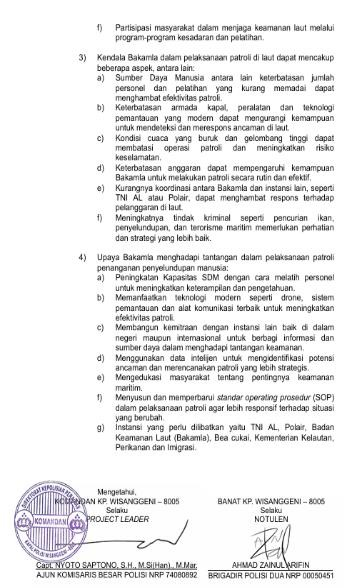 f) Partisipasi masyarakat dalam menjaga keamanan laut melalui
program-program kesadaran dan pelatihan.
3) Kendala Bakamla dalam pelaksanaan patroli di laut dapat mencakup
beberapa aspek, antara lain:
a) Sumber Daya Manusia antara lain keterbatasan jumlah
personel dan pelatihan yang kurang memadai dapat
menghambat efektivitas patroli.
b) Keterbatasan armada kapal, peralatan dan teknologi
pemantauan yang modern dapat mengurangi kemampuan
untuk mendeteksi dan merespons ancaman di laut.
c) Kondisi cuaca yang buruk dan gelombang tinggi dapat
membatasi operasi patroli dan meningkatkan risiko
keselamatan.
d) Keterbatasan anggaran dapat mempengaruhi kemampuan
Bakamla untuk melakukan patroli secara rutin dan efektif.
e) Kurangnya koordinasi antara Bakamla dan instansi lain, seperti
TNI AL atau Polair, dapat menghambat respons terhadap
pelanggaran di laut.
f) Meningkatnya tindak kriminal seperti pencurian ikan,
penyelundupan, dan terorisme maritim memerlukan perhatian
dan strategi yang lebih baik.
4) Upaya Bakamla menghadapi tantangan dalam pelaksanaan patroli
penanganan penyelundupan manusia:
a) Peningkatan Kapasitas SDM dengan cara melatih personel
untuk meningkatkan keterampilan dan pengetahuan.
b) Memanfaatkan teknologi modern seperti drone, sistem
pemantauan dan alat komunikasi terbaik untuk meningkatkan
efektivitas patroli.
c) Membangun kemitraan dengan instansi lain baik di dalam
negeri maupun internasional untuk berbagi informasi dan
sumber daya dalam menghadapi tantangan keamanan.
d) Menggunakan data intelijen untuk mengidentifikasi potensi
ancaman dan merencanakan patroli yang lebih strategis.
e) Mengedukasi masyarakat tentang pentingnya keamanan
maritim.
f) Menyusun dan memperbarui standar operating prosedur (SOP)
dalam pelaksanaan patroli agar lebih responsif terhadap situasi
yang berubah.
g) Instansi yang perlu dilibatkan yaitu TNI AL, Polair, Badan
Keamanan Laut (Bakamla), Bea cukai, Kementerian Kelautan,
Perikanan dan Imigrasi.
Mengetahui,
KOMANDAN KP. WISANGGENI – 8005
Selaku
PROJECT LEADER
KOMANDAN
Capt. NYOTO SAPTONO, S.H., M.Si(Han)., M.Mar.
AJUN KOMISARIS BESAR POLISI NRP 74080892
BANAT KP. WISANGGENI – 8005
Selaku
NOTULEN
AHMAD ZAINUL ARIFIN
BRIGADIR POLISI DUA NRP 00050451